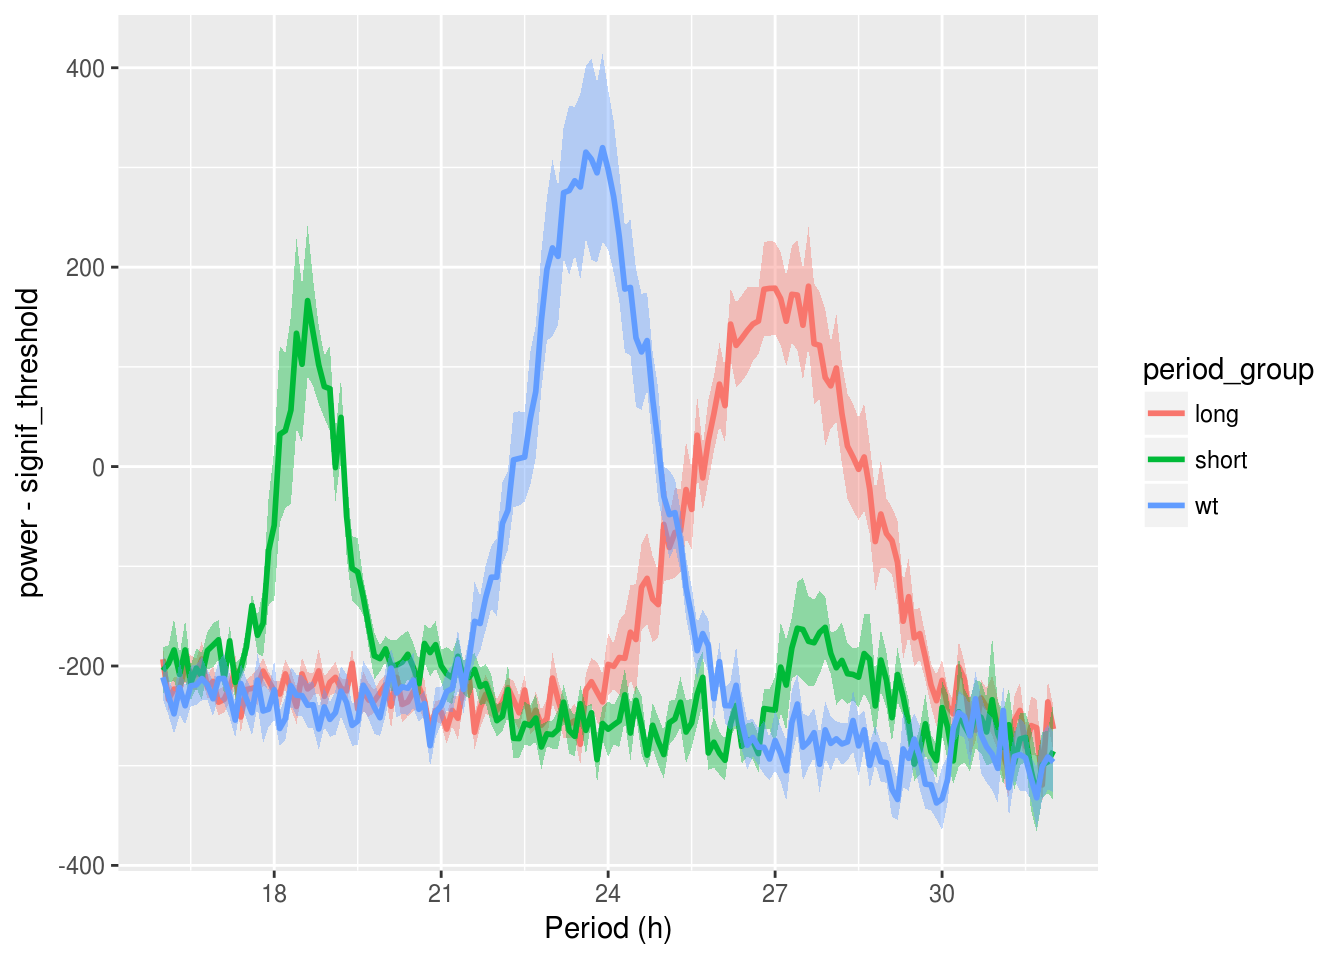 400
200
0
-200
-400
power - signif_threshold
18 21 24 27 30
Period (h)
period_group
long
short
wt